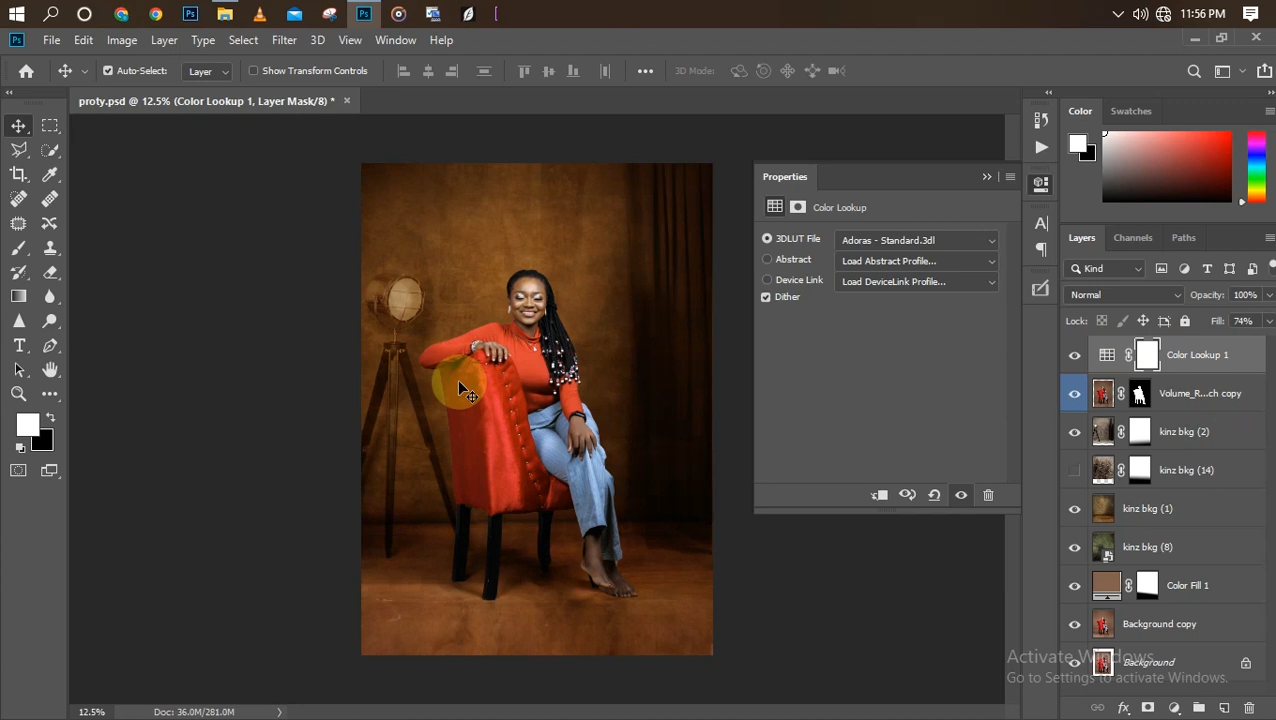 11:56 PM
File Edit Image Layer Type Select Filter 3D View Window Help
Auto-Select: Layer Show Transform Controls 3D Mode:
proty.psd @ 12.5% (Color Lookup 1, Layer Mask/8) *
Properties
Color Lookup
3DLUT File Adoras - Standard.3dl
Abstract Load Abstract Profile...
Device Link Load DeviceLink Profile...
Dither
Color Swatches
Layers Channels Paths
Kind
Normal Opacity: 100%
Lock: Fill: 74%
Color Lookup 1
Volume_R...ch copy
kinz bkg (2)
kinz bkg (14)
kinz bkg (1)
kinz bkg (8)
Color Fill 1
Background copy
Background
Activate Windows
Go to Settings to activate Windows.
12.5% Doc: 36.0M/281.0M